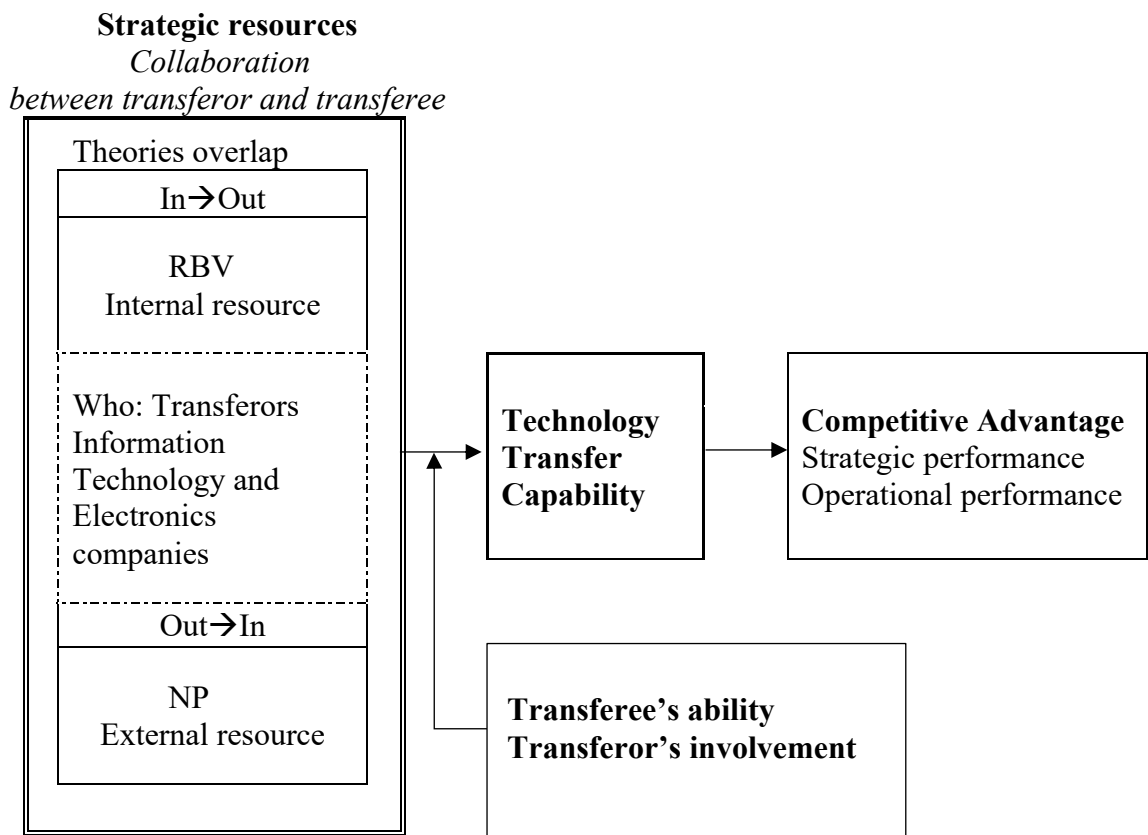 Strategic resources
Collaboration
between transferor and transferee
Theories overlap
In→Out
RBV
Internal resource
Who: Transferors
Information
Technology and
Electronics
companies
Out→In
NP
External resource
Technology
Transfer
Capability
Competitive Advantage
Strategic performance
Operational performance
Transferee’s ability
Transferor’s involvement